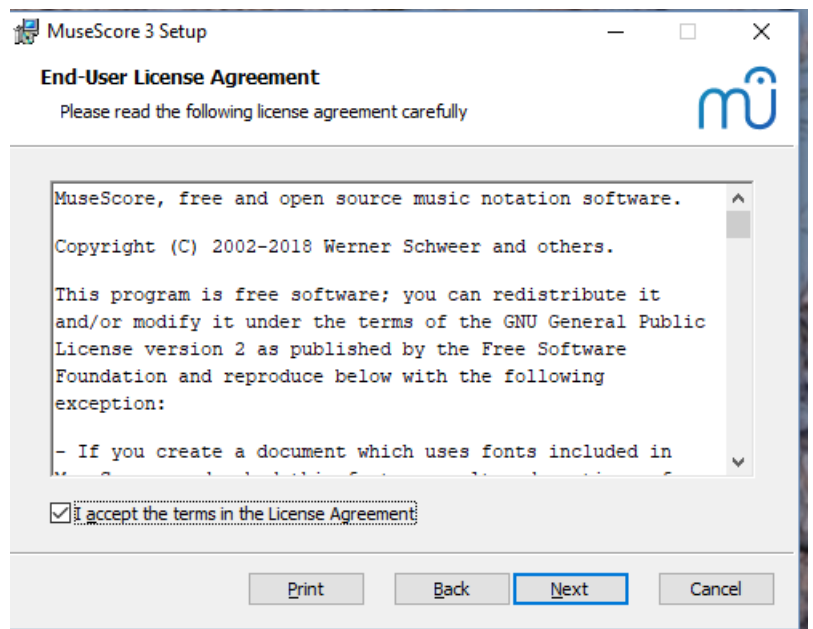 MuseScore 3 Setup
End-User License Agreement
Please read the following license agreement carefully
MuseScore, free and open source music notation software.
Copyright (C) 2002-2018 Werner Schweer and others.
This program is free software; you can redistribute it
and/or modify it under the terms of the GNU General Public
License version 2 as published by the Free Software
Foundation and reproduce below with the following
exception:
- If you create a document which uses fonts included in
I accept the terms in the License Agreement
Print Back Next Cancel